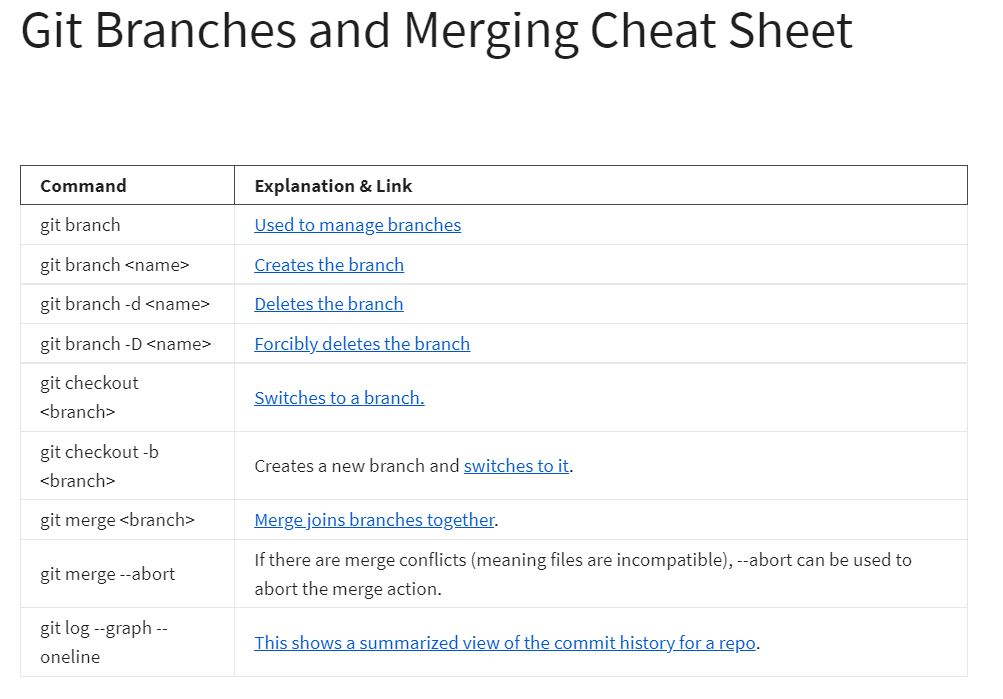 Git Branches and Merging Cheat Sheet
Command
Explanation & Link
git branch
Used to manage branches
git branch <name>
Creates the branch
git branch -d <name>
Deletes the branch
git branch -D <name>
Forcibly deletes the branch
git checkout
<branch>
Switches to a branch.
git checkout -b
<branch>
Creates a new branch and switches to it.
git merge <branch>
Merge joins branches together.
git merge --abort
If there are merge conflicts (meaning files are incompatible), --abort can be used to
abort the merge action.
git log --graph --
oneline
This shows a summarized view of the commit history for a repo.